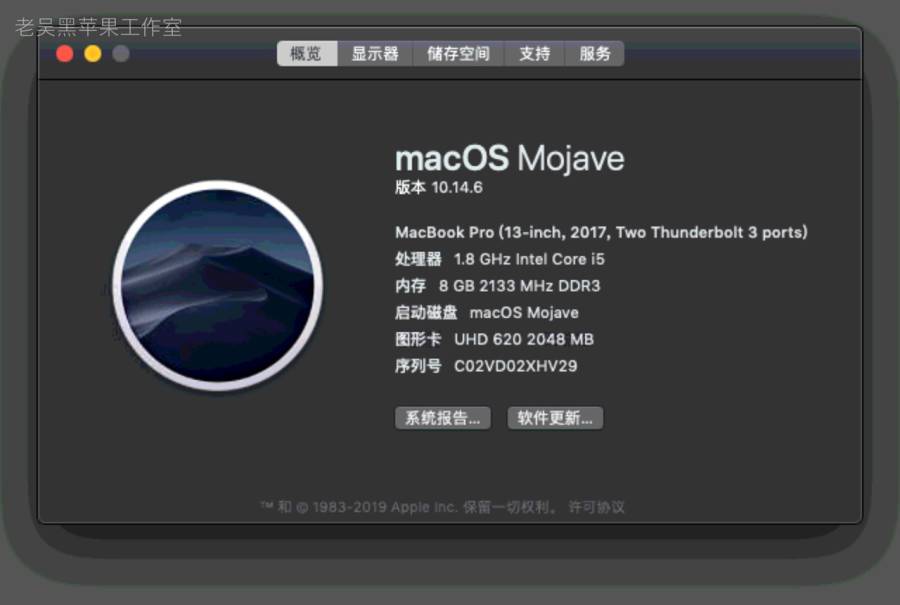 老吴黑苹果工作室
概览 显示器 储存空间 支持 服务
macOS Mojave
版本 10.14.6
MacBook Pro (13-inch, 2017, Two Thunderbolt 3 ports)
处理器 1.8 GHz Intel Core i5
内存 8 GB 2133 MHz DDR3
启动磁盘 macOS Mojave
图形卡 UHD 620 2048 MB
序列号 C02VD02XHV29
系统报告... 软件更新...
™ 和 © 1983-2019 Apple Inc. 保留一切权利。 许可协议